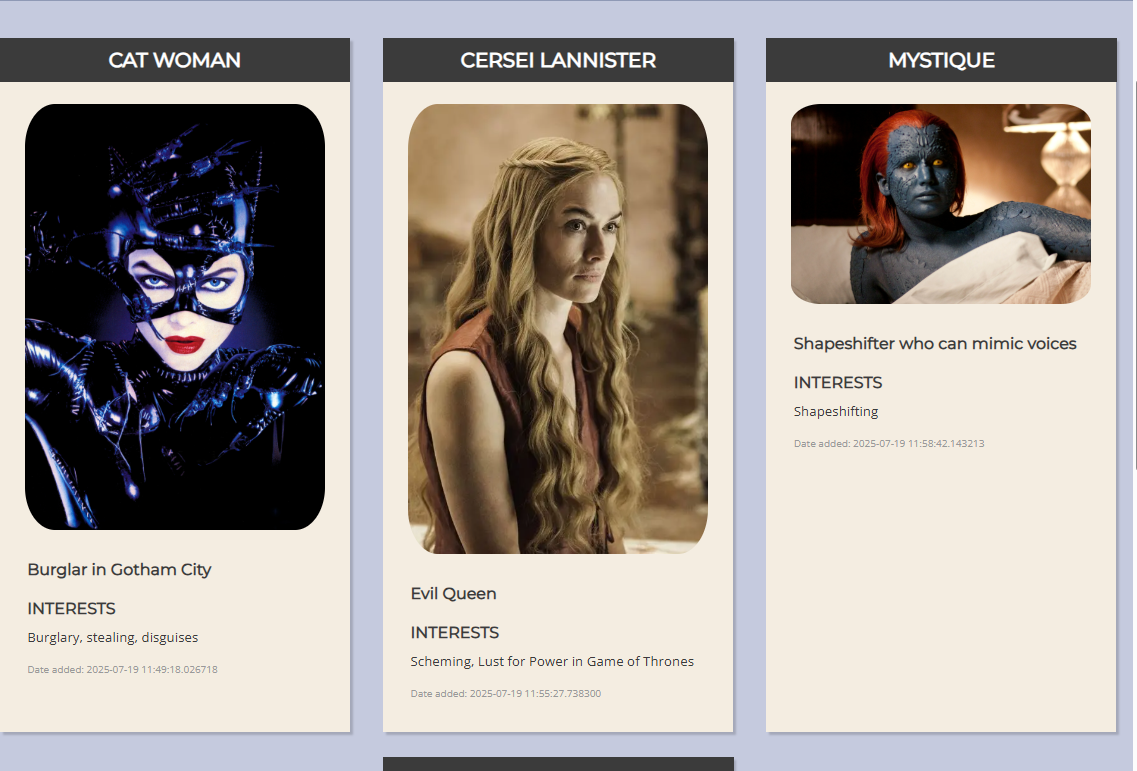 CAT WOMAN
Burglar in Gotham City
INTERESTS
Burglary, stealing, disguises
Date added: 2025-07-19 11:49:18.026718
CERSEI LANNISTER
Evil Queen
INTERESTS
Scheming, Lust for Power in Game of Thrones
Date added: 2025-07-19 11:55:27.738300
MYSTIQUE
Shapeshifter who can mimic voices
INTERESTS
Shapeshifting
Date added: 2025-07-19 11:58:42.143213